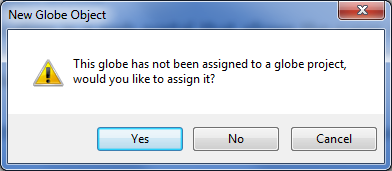 New Globe Object
This globe has not been assigned to a globe project,
would you like to assign it?
Yes
No
Cancel